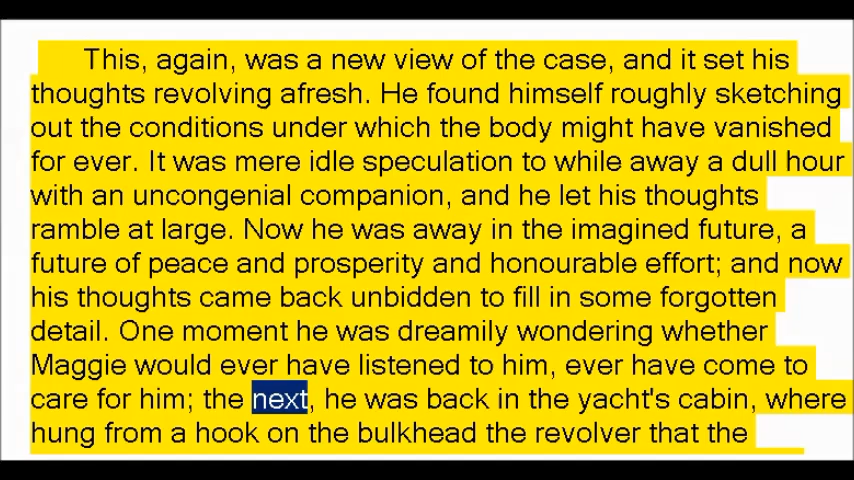 This, again, was a new view of the case, and it set his
thoughts revolving afresh. He found himself roughly sketching
out the conditions under which the body might have vanished
for ever. It was mere idle speculation to while away a dull hour
with an uncongenial companion, and he let his thoughts
ramble at large. Now he was away in the imagined future, a
future of peace and prosperity and honourable effort; and now
his thoughts came back unbidden to fill in some forgotten
detail. One moment he was dreamily wondering whether
Maggie would ever have listened to him, ever have come to
care for him; the next, he was back in the yacht's cabin, where
hung from a hook on the bulkhead the revolver that the